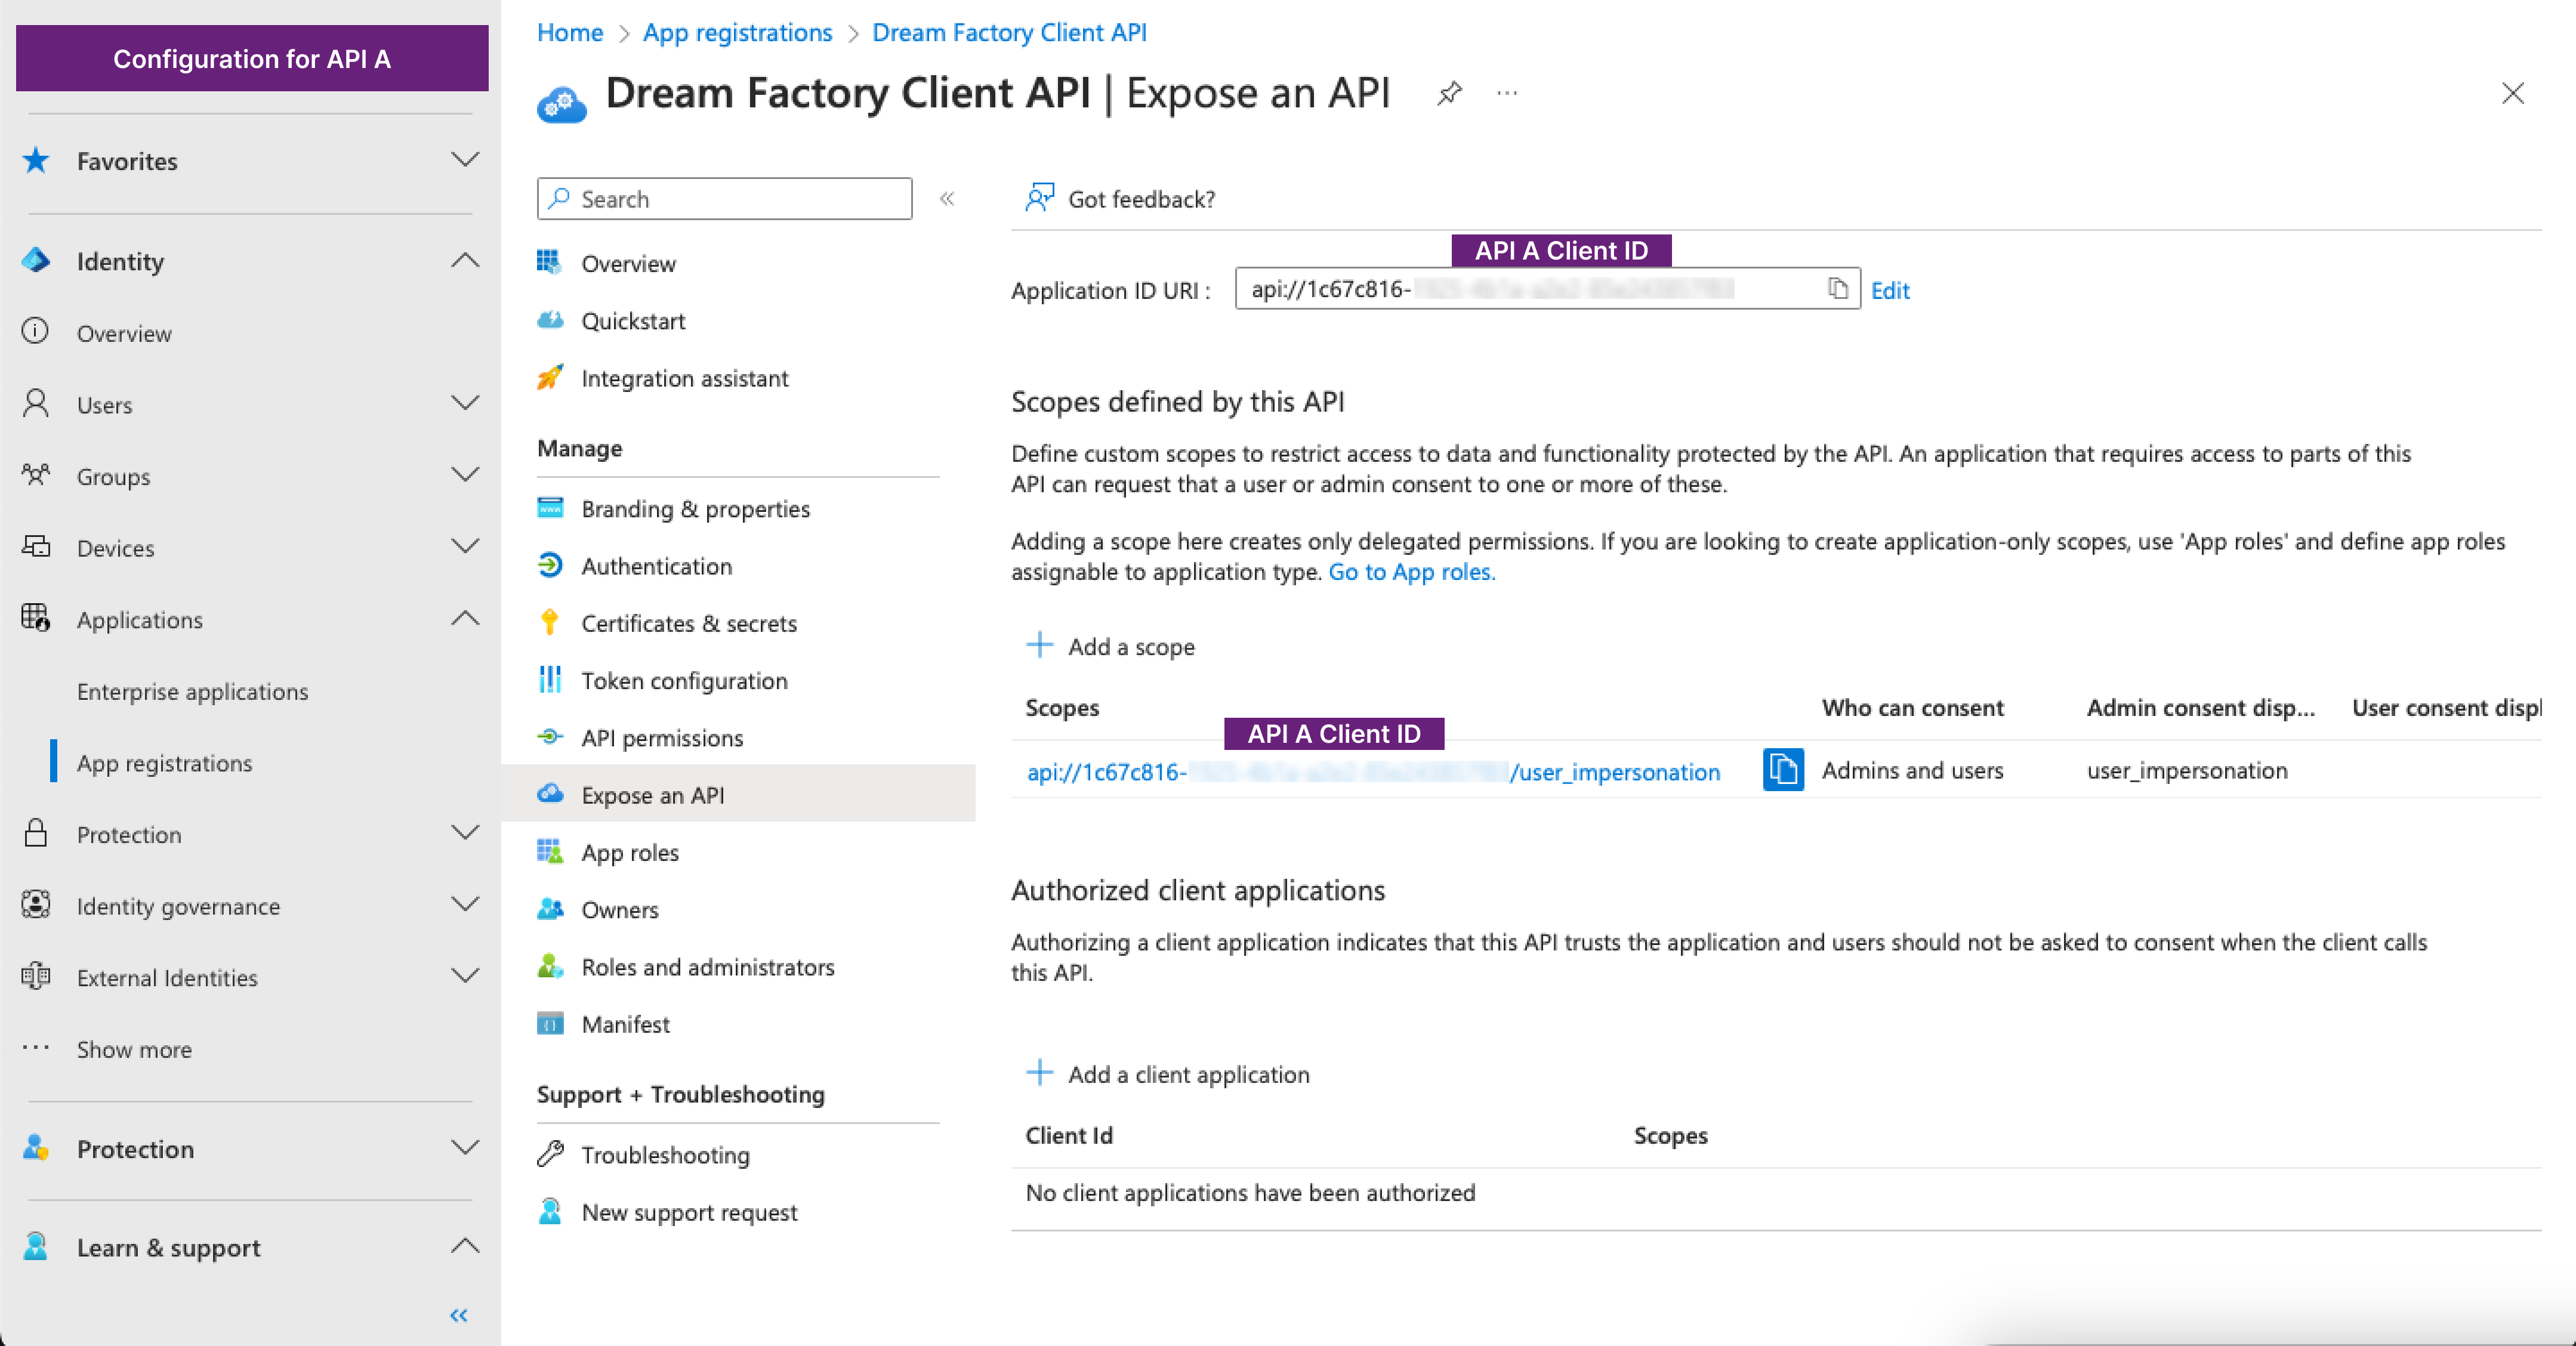 Configuration for API A
Favorites
Identity
Overview
Users
Groups
Devices
Applications
Enterprise applications
App registrations
Protection
Identity governance
External Identities
Show more
Protection
Learn & support
Home > App registrations > Dream Factory Client API
Dream Factory Client API | Expose an API
Search
Overview
Quickstart
Integration assistant
Manage
Branding & properties
Authentication
Certificates & secrets
Token configuration
API permissions
Expose an API
App roles
Owners
Roles and administrators
Manifest
Support + Troubleshooting
Troubleshooting
New support request
Got feedback?
API A Client ID
Application ID URI : api://1c67c816- Edit
Scopes defined by this API
Define custom scopes to restrict access to data and functionality protected by the API. An application that requires access to parts of this
API can request that a user or admin consent to one or more of these.
Adding a scope here creates only delegated permissions. If you are looking to create application-only scopes, use 'App roles' and define app roles
assignable to application type. Go to App roles.
Add a scope
Scopes Who can consent Admin consent disp... User consent displ
API A Client ID
api://1c67c816- /user_impersonation Admins and users user_impersonation
Authorized client applications
Authorizing a client application indicates that this API trusts the application and users should not be asked to consent when the client calls
this API.
Add a client application
Client Id Scopes
No client applications have been authorized